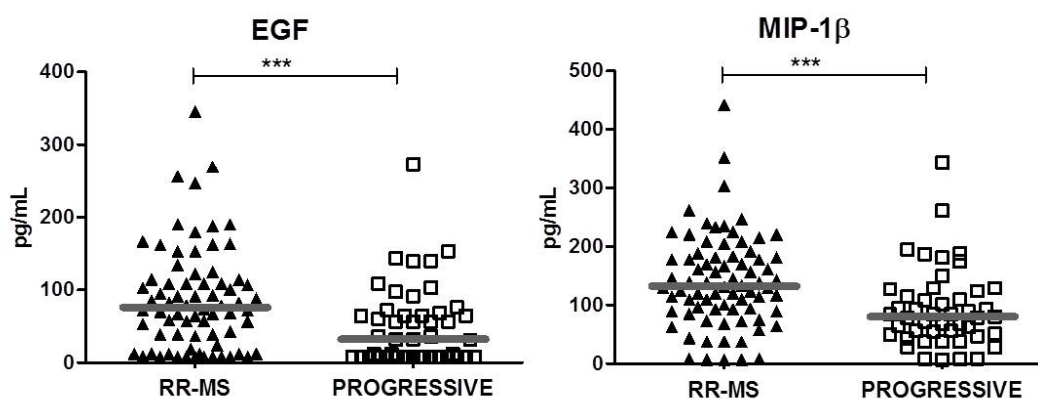 EGF
***
400
300
200
100
0
pg/mL
RR-MS
PROGRESSIVE
MIP-1β
***
500
400
300
200
100
0
pg/mL
RR-MS
PROGRESSIVE